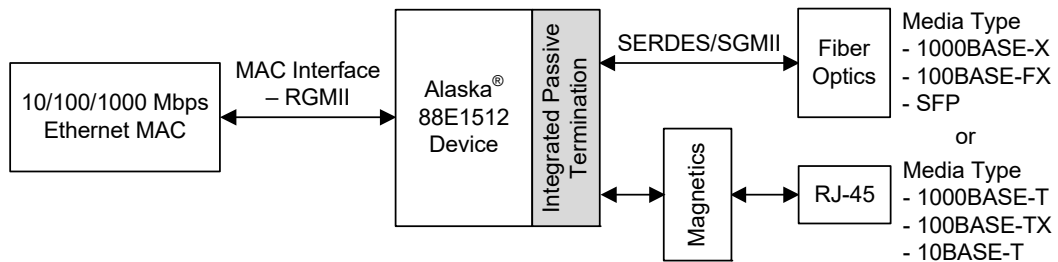 10/100/1000 Mbps
Ethernet MAC
MAC Interface
– RGMII
Alaska®
88E1512
Device
Integrated Passive
Termination
SERDES/SGMII
Fiber
Optics
Media Type
- 1000BASE-X
- 100BASE-FX
- SFP
or
Magnetics
RJ-45
Media Type
- 1000BASE-T
- 100BASE-TX
- 10BASE-T